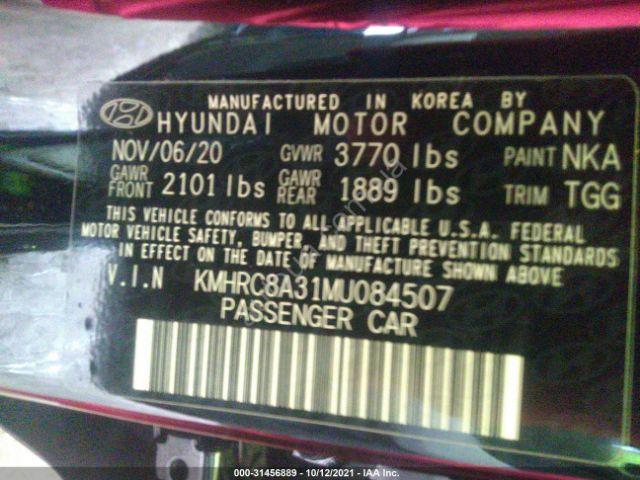 MANUFACTURED IN KOREA BY
HYUNDAI MOTOR COMPANY
NOV/06/20 GVWR 3770 lbs PAINT NKA
GAWR FRONT 2101 lbs GAWR REAR 1889 lbs TRIM TGG
THIS VEHICLE CONFORMS TO ALL APPLICABLE U.S.A. FEDERAL
MOTOR VEHICLE SAFETY, BUMPER, AND THEFT PREVENTION STANDARDS
IN EFFECT ON THE DATE OF MANUFACTURE SHOWN ABOVE
V.I.N KMHRC8A31MU084507
PASSENGER CAR
000-31456889 - 10/12/2021 - IAA Inc.